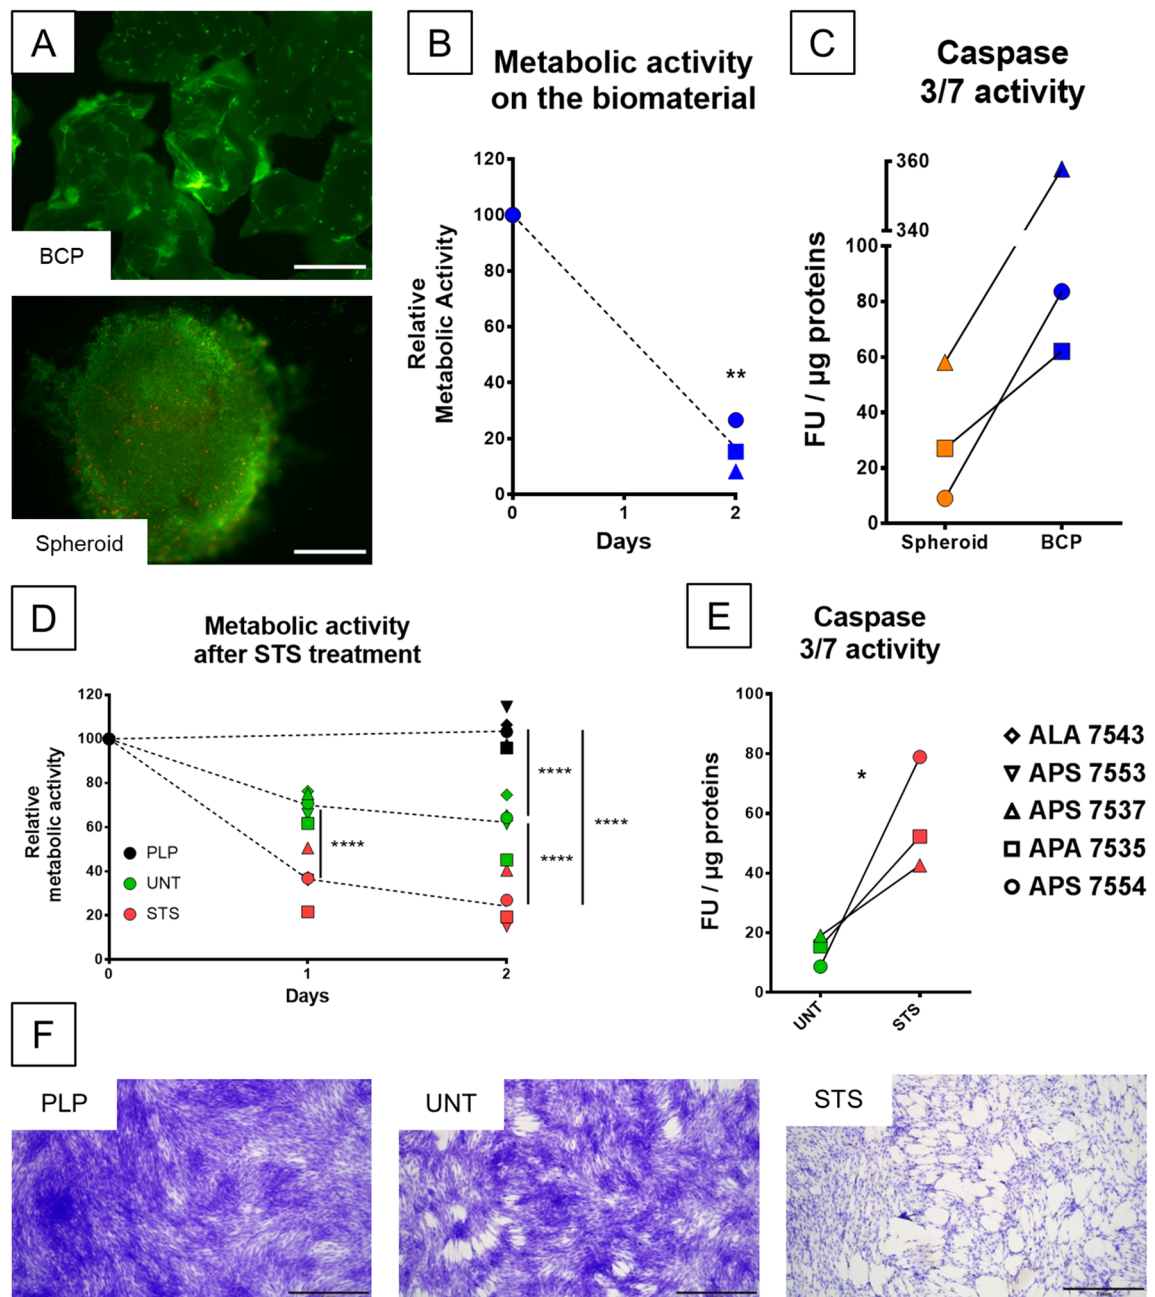 A
BCP
Spheroid
B
Metabolic activity
on the biomaterial
Relative
Metabolic Activity
120
100
80
60
40
20
0
**
0
1
2
Days
C
Caspase
3/7 activity
FU / µg proteins
360
340
100
80
60
40
20
0
Spheroid
BCP
D
Metabolic activity
after STS treatment
Relative
metabolic activity
120
100
80
60
40
20
0
PLP
UNT
STS
****
****
****
****
0
1
2
Days
E
Caspase
3/7 activity
FU / µg proteins
100
80
60
40
20
0
*
UNT
STS
ALA 7543
APS 7553
APS 7537
APA 7535
APS 7554
F
PLP
UNT
STS